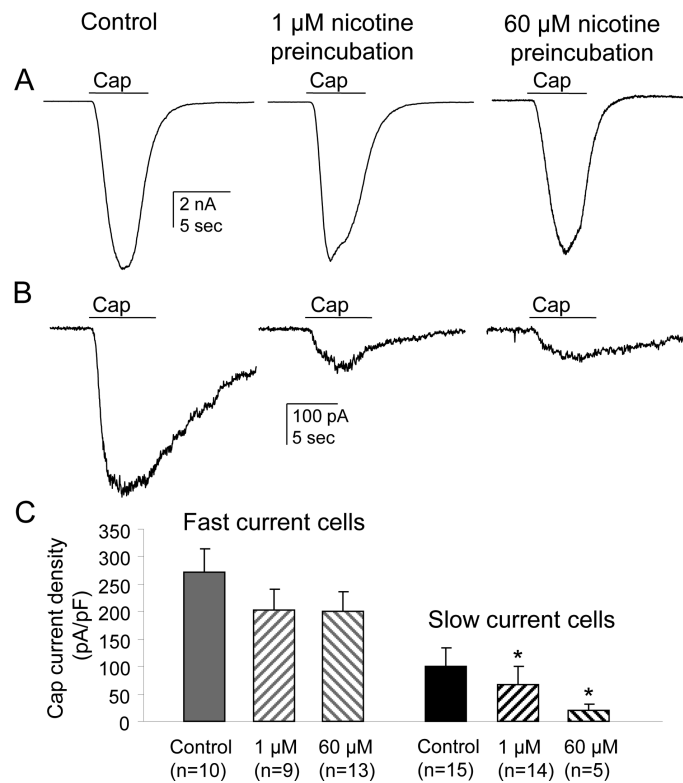 Control
1 µM nicotine
preincubation
60 µM nicotine
preincubation
A
Cap
Cap
Cap
2 nA
5 sec
B
Cap
Cap
Cap
100 pA
5 sec
C
Cap current density
(pA/pF)
350
300
250
200
150
100
50
0
Fast current cells
Slow current cells
*
*
Control
(n=10)
1 µM
(n=9)
60 µM
(n=13)
Control
(n=15)
1 µM
(n=14)
60 µM
(n=5)